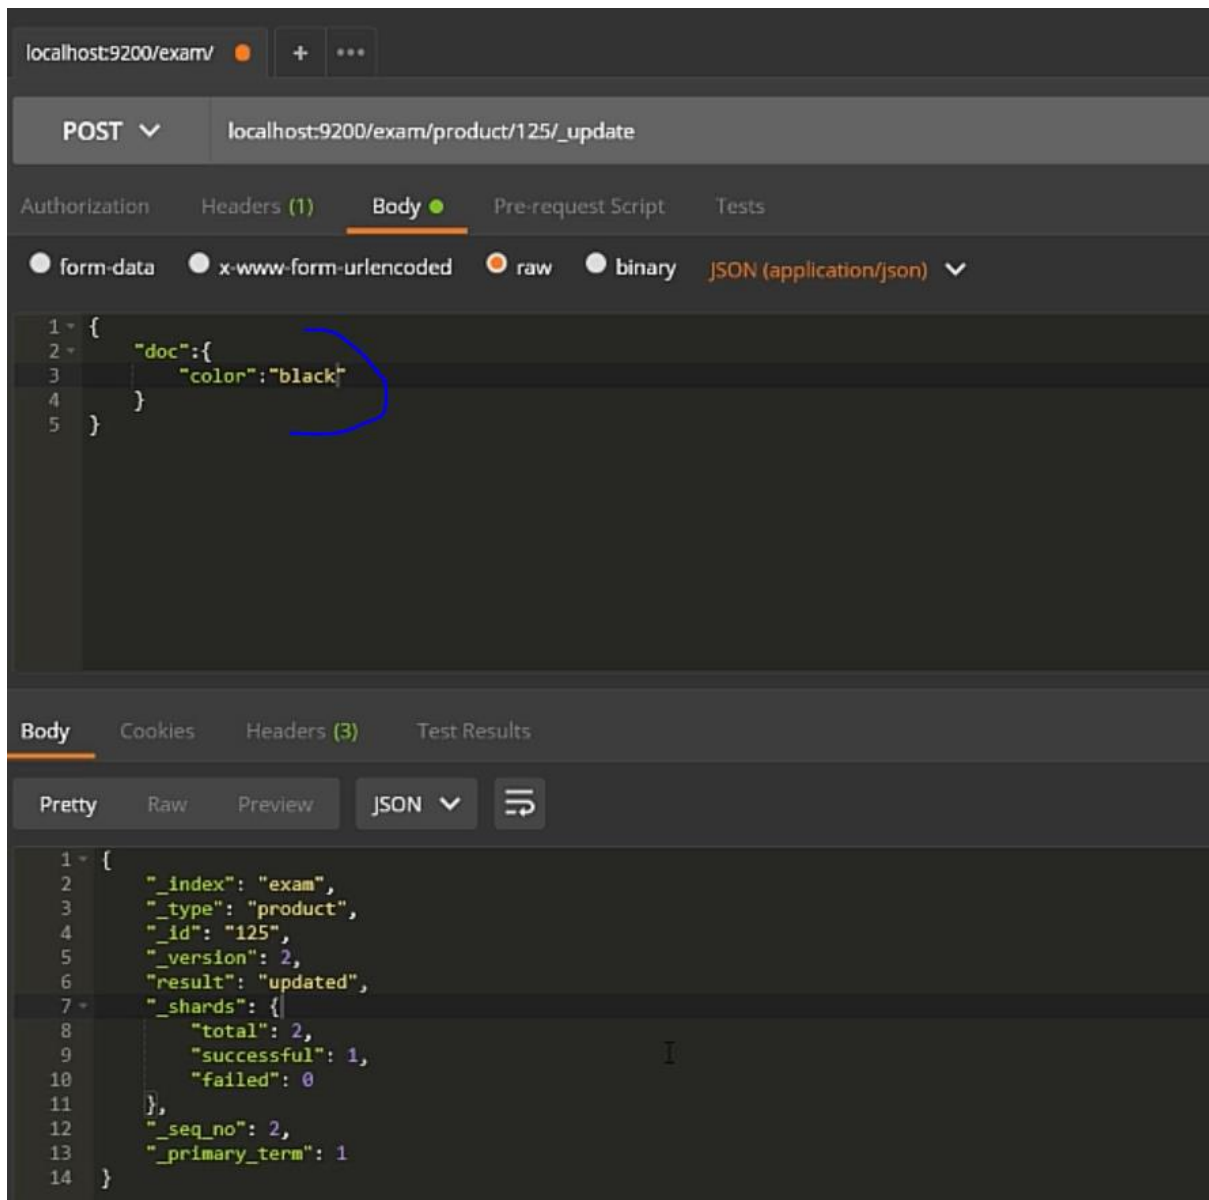 localhost:9200/exam/ + •••
POST localhost:9200/exam/product/125/_update
Authorization Headers (1) Body Pre-request Script Tests
form-data x-www-form-urlencoded raw binary JSON (application/json)
1 {
2 "doc":{
3 "color":"black"
4 }
5 }
Body Cookies Headers (3) Test Results
Pretty Raw Preview JSON
1 {
2 "_index": "exam",
3 "_type": "product",
4 "_id": "125",
5 "_version": 2,
6 "result": "updated",
7 "_shards": {
8 "total": 2,
9 "successful": 1,
10 "failed": 0
11 },
12 "_seq_no": 2,
13 "_primary_term": 1
14 }